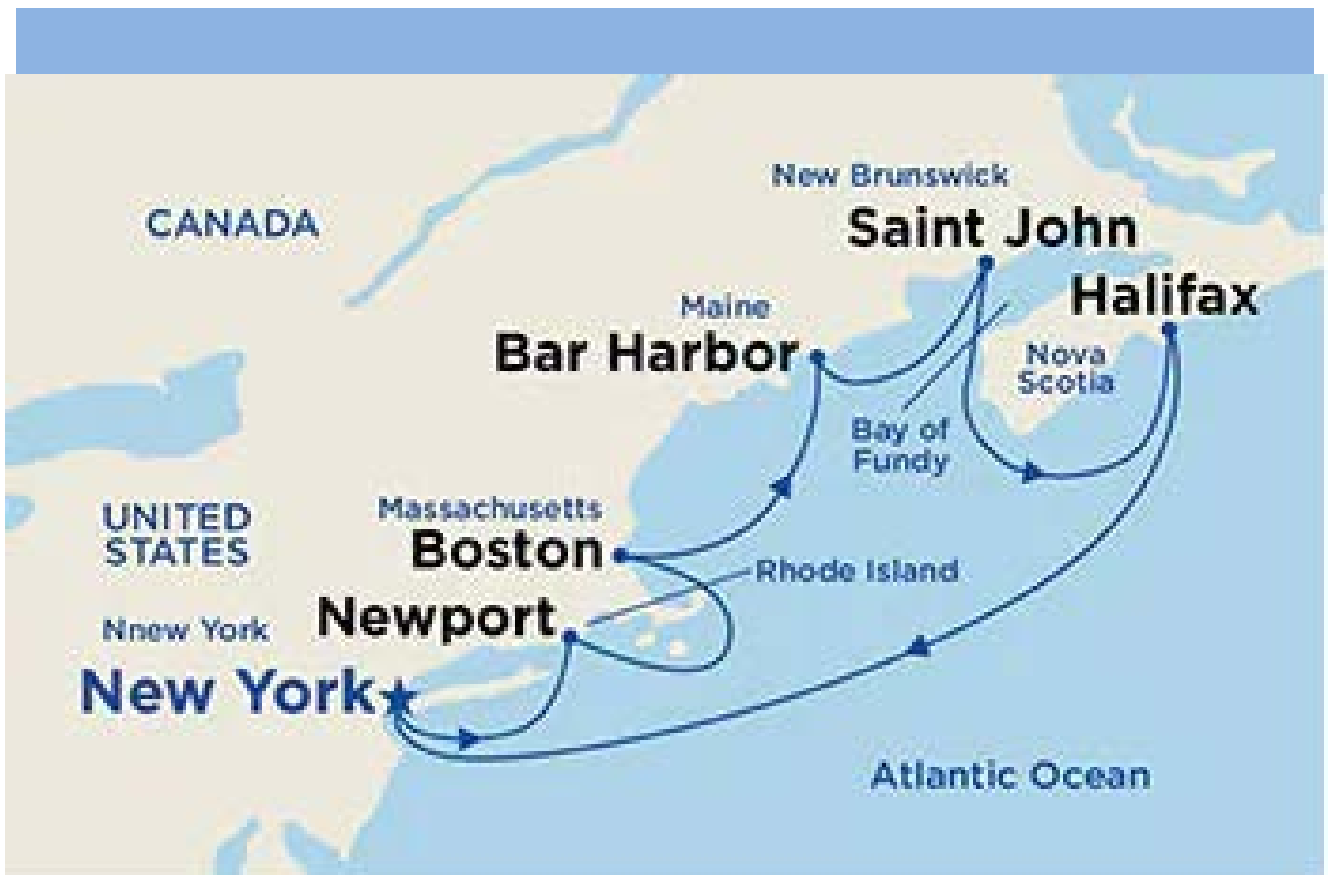 New Brunswick
Saint John
CANADA
Halifax
Maine
Bar Harbor
Nova
Scotia
Bay of
Fundy
Massachusetts
UNITED
STATES
Boston
Rhode Island
Newport
Nnew York
New York
Atlantic Ocean